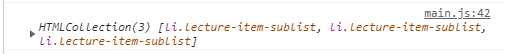 main.js:42
HTMLCollection(3) [li.lecture-item-sublist, li.lecture-item-sublist,
li.lecture-item-sublist]